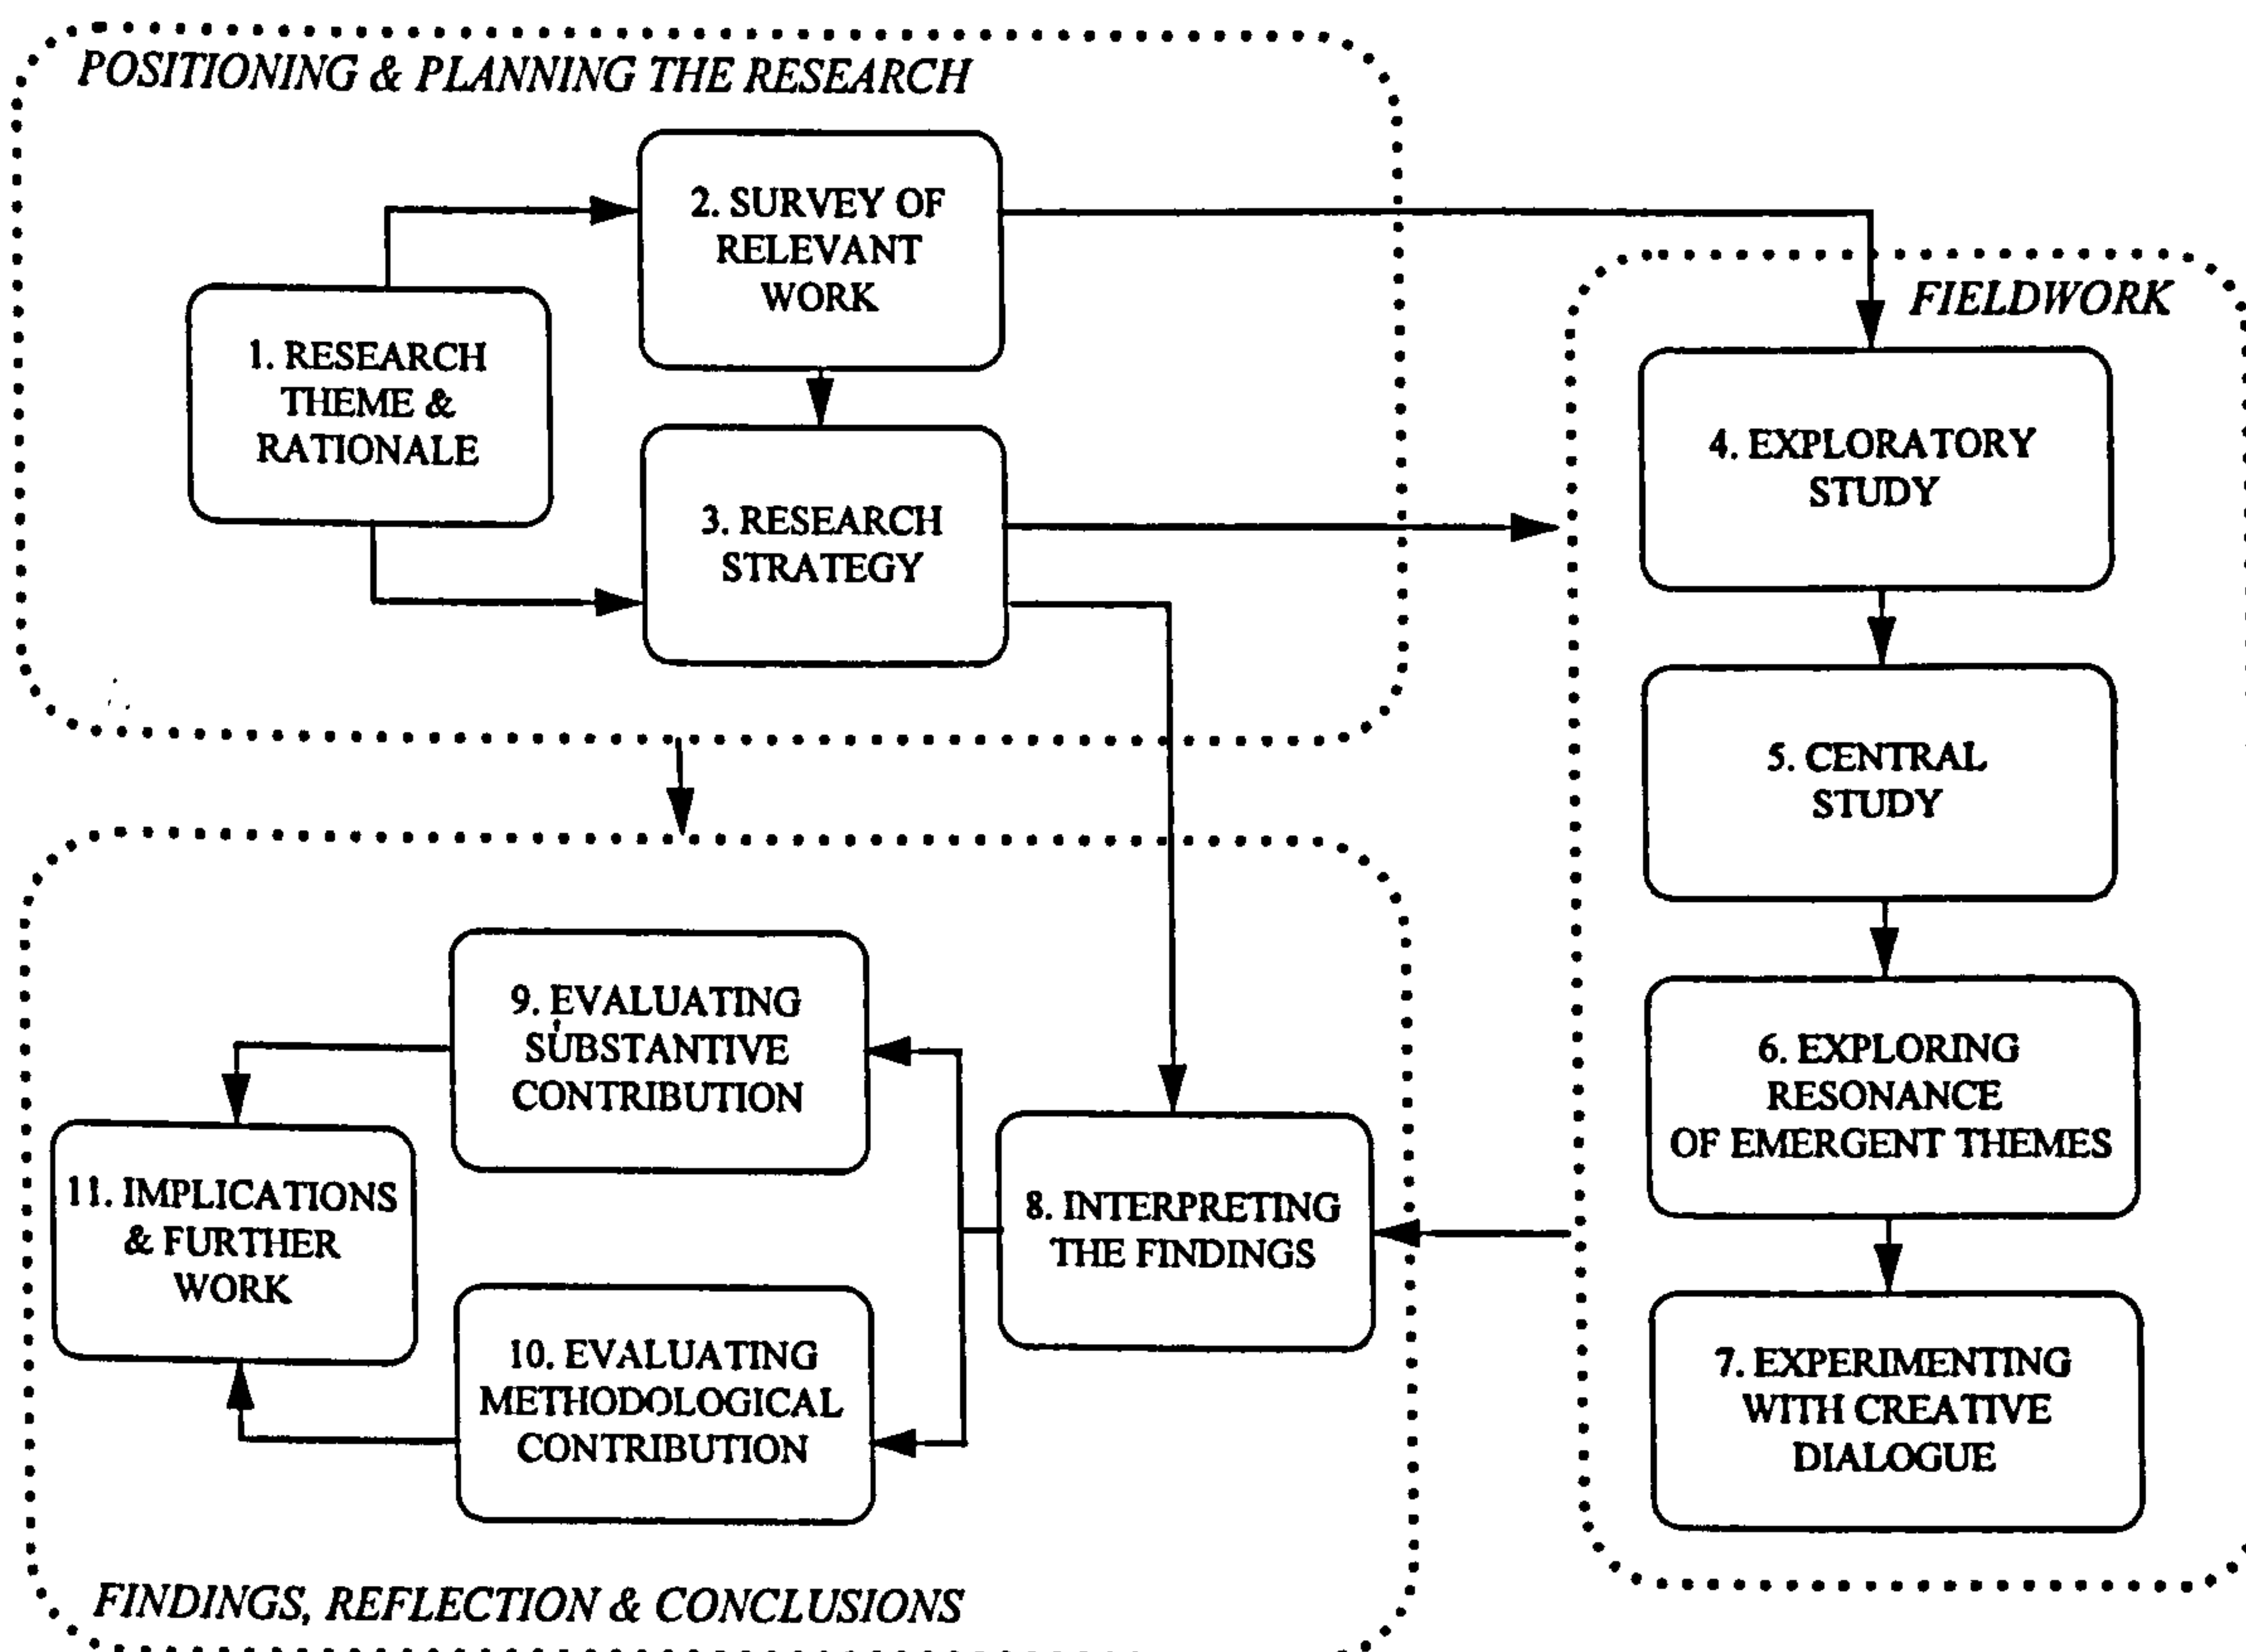 POSITIONING & PLANNING THE RESEARCH
1. RESEARCH
THEME &
RATIONALE
2. SURVEY OF
RELEVANT
WORK
3. RESEARCH
STRATEGY
FIELDWORK
4. EXPLORATORY
STUDY
5. CENTRAL
STUDY
6. EXPLORING
RESONANCE
OF EMERGENT THEMES
7. EXPERIMENTING
WITH CREATIVE
DIALOGUE
8. INTERPRETING
THE FINDINGS
9. EVALUATING
SUBSTANTIVE
CONTRIBUTION
10. EVALUATING
METHODOLOGICAL
CONTRIBUTION
11. IMPLICATIONS
& FURTHER
WORK
FINDINGS, REFLECTION & CONCLUSIONS